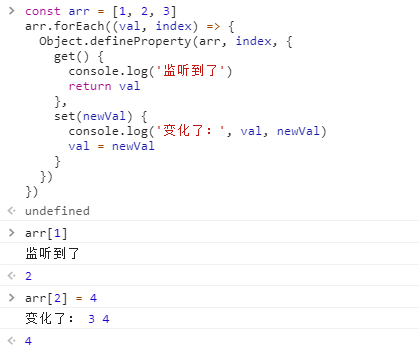 > const arr = [1, 2, 3]
arr.forEach((val, index) => {
  Object.defineProperty(arr, index, {
    get() {
      console.log('监听到了')
      return val
    },
    set(newVal) {
      console.log('变化了：', val, newVal)
      val = newVal
    }
  })
})
undefined
> arr[1]
监听到了
2
> arr[2] = 4
变化了： 3 4
4